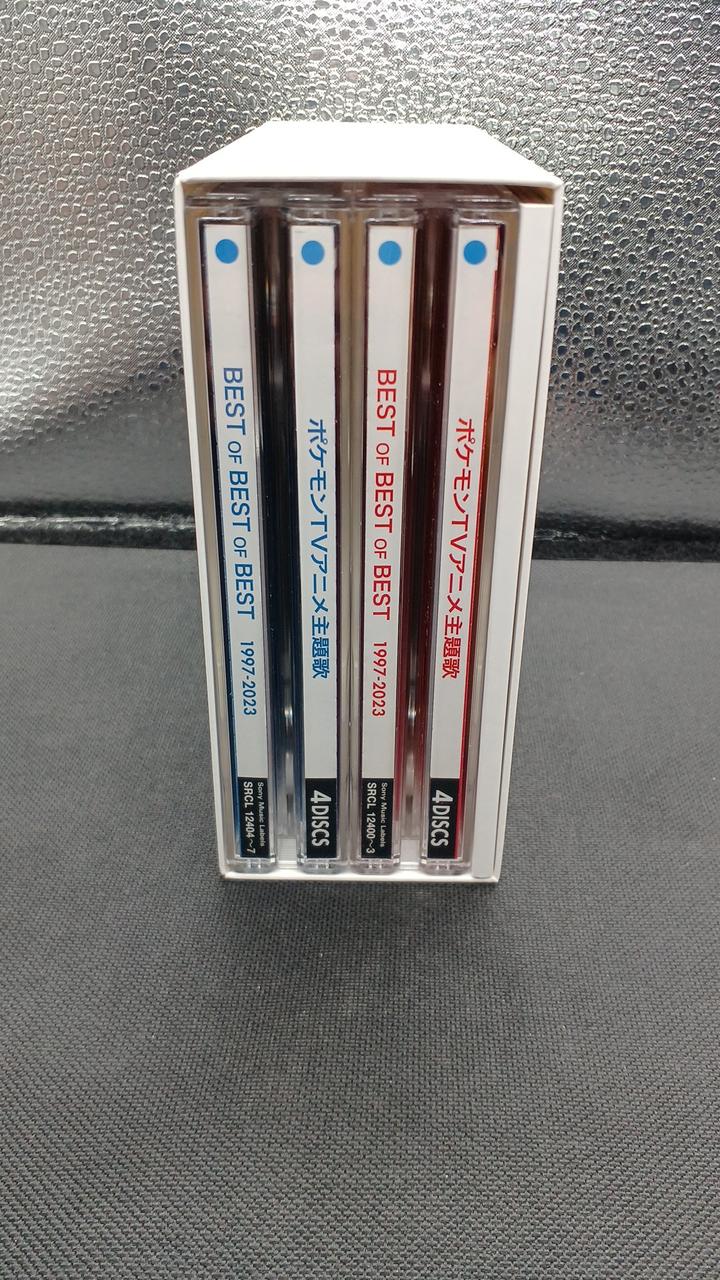 BEST OF BEST OF BEST 1997-2023
Sony Music Labels
SRCL 12404~7
ポケモンTVアニメ主題歌
4DISCS
BEST OF BEST OF BEST 1997-2023
Sony Music Labels
SRCL 12400~3
ポケモンTVアニメ主題歌
4DISCS